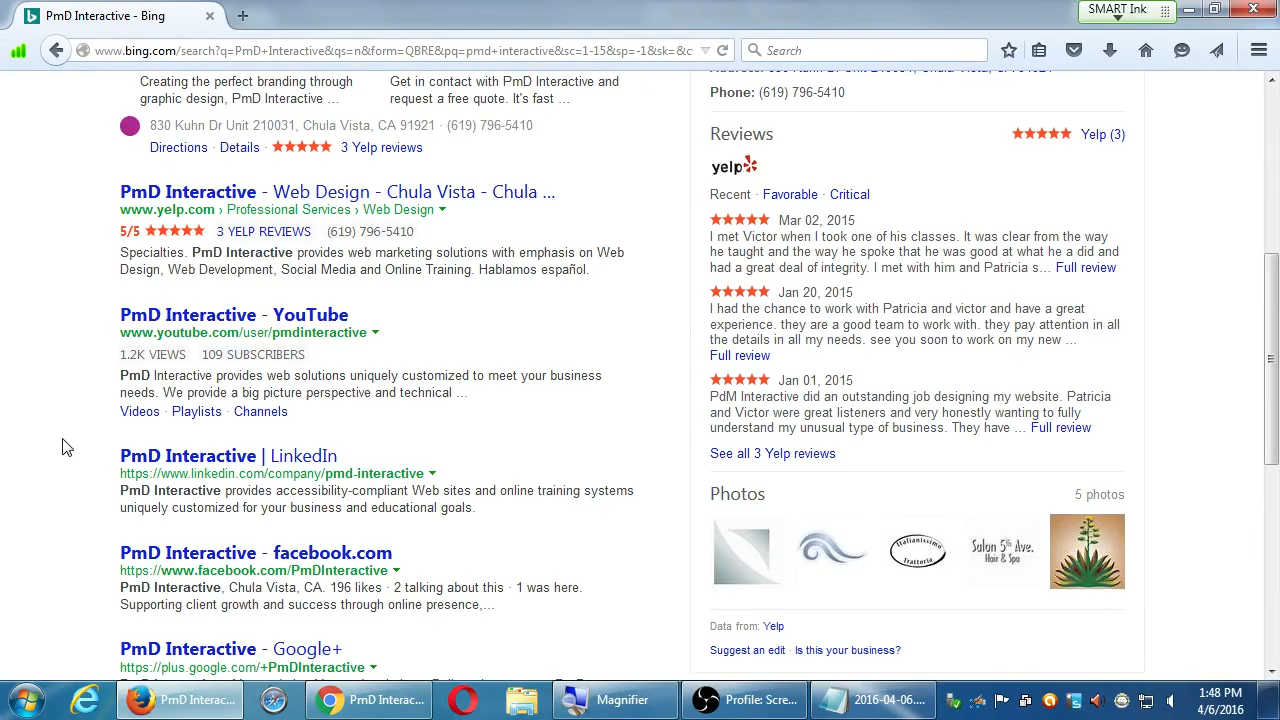 PmD Interactive - Bing
SMART Ink
www.bing.com/search?q=PmD+Interactive&qs=n&form=QBRE&pq=pmd+interactive&sc=1-15&sp=-1&sk=&c
Search
Creating the perfect branding through
graphic design, PmD Interactive ...
Get in contact with PmD Interactive and
request a free quote. It's fast ...
830 Kuhn Dr Unit 210031, Chula Vista, CA 91921 · (619) 796-5410
Directions · Details · 3 Yelp reviews
PmD Interactive - Web Design - Chula Vista - Chula ...
www.yelp.com › Professional Services › Web Design
5/5 3 YELP REVIEWS (619) 796-5410
Specialties. PmD Interactive provides web marketing solutions with emphasis on Web
Design, Web Development, Social Media and Online Training. Hablamos español.
PmD Interactive - YouTube
www.youtube.com/user/pmdinteractive
1.2K VIEWS 109 SUBSCRIBERS
PmD Interactive provides web solutions uniquely customized to meet your business
needs. We provide a big picture perspective and technical ...
Videos · Playlists · Channels
PmD Interactive | LinkedIn
https://www.linkedin.com/company/pmd-interactive
PmD Interactive provides accessibility-compliant Web sites and online training systems
uniquely customized for your business and educational goals.
PmD Interactive - facebook.com
https://www.facebook.com/PmDInteractive
PmD Interactive, Chula Vista, CA. 196 likes · 2 talking about this · 1 was here.
Supporting client growth and success through online presence,...
PmD Interactive - Google+
https://plus.google.com/+PmDInteractive
Phone: (619) 796-5410
Reviews Yelp (3)
yelp
Recent · Favorable · Critical
Mar 02, 2015
I met Victor when I took one of his classes. It was clear from the way
he taught and the way he spoke that he was good at what he a did and
had a great deal of integrity. I met with him and Patricia s... Full review
Jan 20, 2015
I had the chance to work with Patricia and victor and have a great
experience. they are a good team to work with. they pay attention in all
the details in all my needs. see you soon to work on my new ...
Full review
Jan 01, 2015
PdM Interactive did an outstanding job designing my website. Patricia
and Victor were great listeners and very honestly wanting to fully
understand my unusual type of business. They have ... Full review
See all 3 Yelp reviews
Photos 5 photos
Italianissimo
Trattoria
Salon 5th Ave.
Hair & Spa
Data from: Yelp
Suggest an edit · Is this your business?
PmD Interac...
PmD Interac...
Magnifier
Profile: Scre...
2016-04-06....
1:48 PM
4/6/2016